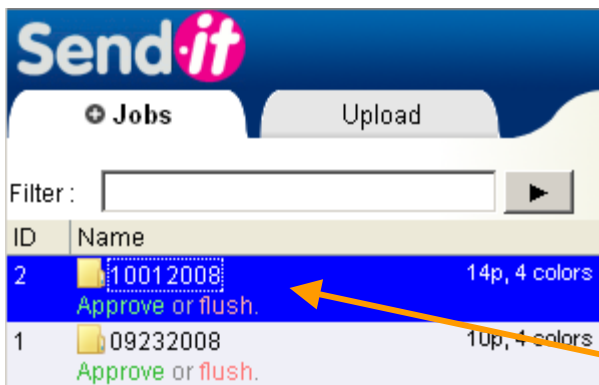 Send·it
Jobs Upload
Filter :
ID Name
2 10012008 14p, 4 colors
Approve or flush.
1 09232008 10p, 4 colors
Approve or flush.